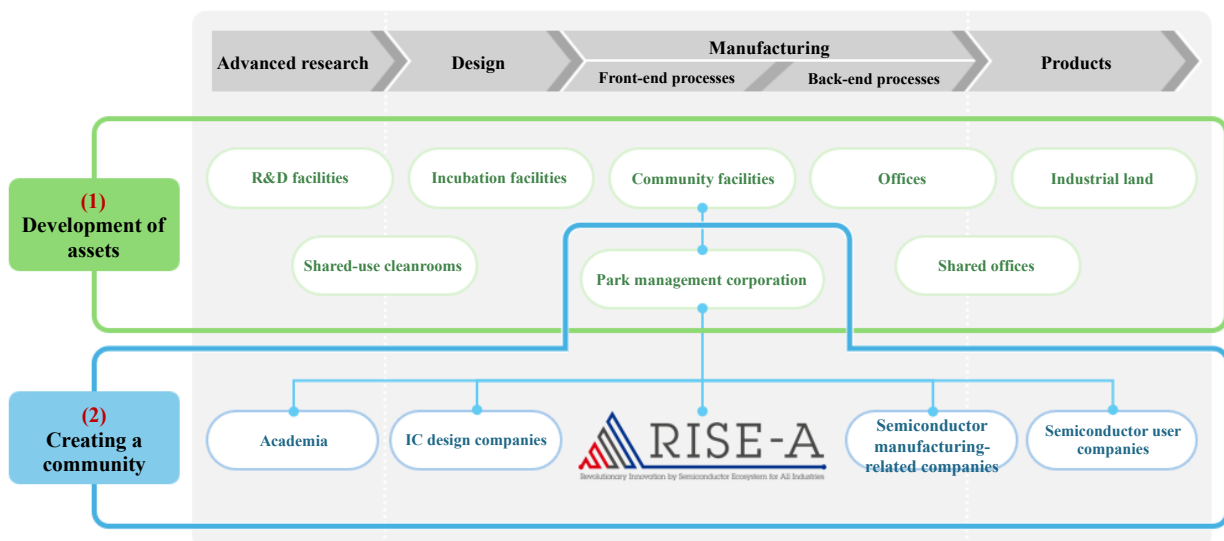 Advanced research
Design
Manufacturing
Front-end processes
Back-end processes
Products
(1)
Development of
assets
R&D facilities
Incubation facilities
Community facilities
Offices
Industrial land
Shared-use cleanrooms
Park management corporation
Shared offices
(2)
Creating a
community
Academia
IC design companies
RISE-A
Revolutionary Innovation by Semiconductor Ecosystem for All Industries
Semiconductor
manufacturing-
related companies
Semiconductor user
companies